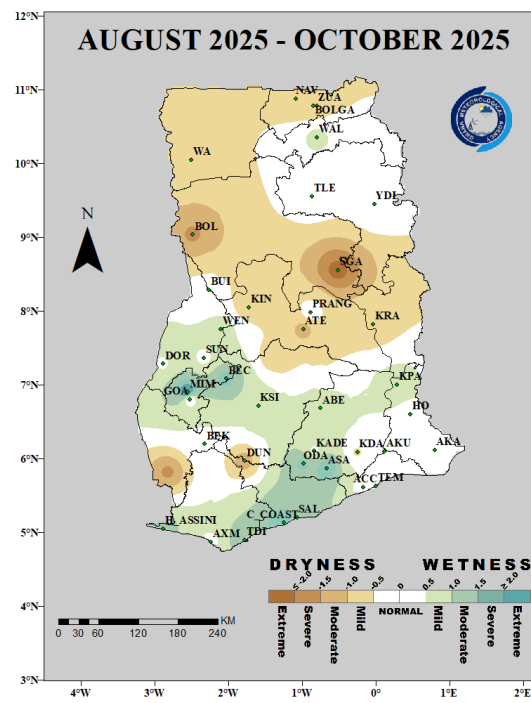 AUGUST 2025 - OCTOBER 2025
12°N
11°N
10°N
9°N
8°N
7°N
6°N
5°N
4°N
3°N
NAV
ZUA
BOLGA
WAL
WA
TLE
YDI
N
BOL
SGA
BUI
KIN
PRANG
WEN
ATE
KRA
DOR
SUN
BEC
GOA
MIM
KPA
KSI
ABE
HO
BEK
KADE
KDA
AKU
AKA
DUN
ODA
ASA
ACC
TEM
C_COAST
SAL
H_ASSINI
AXM
TDI
DRYNESS
WETNESS
≤ -2.0
-1.5
-1.0
-0.5
0
0.5
1.0
1.5
≥ 2.0
Extreme
Severe
Moderate
Mild
NORMAL
Mild
Moderate
Severe
Extreme
KM
0
30
60
120
180
240
4°W
3°W
2°W
1°W
0°
1°E
2°E